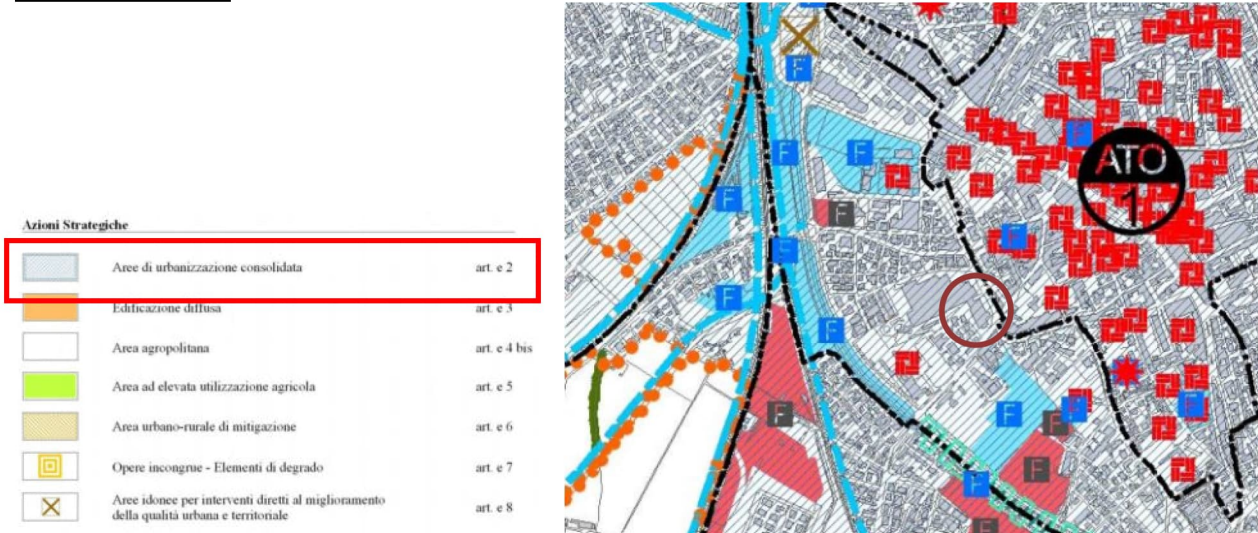 Azioni Strategiche
Aree di urbanizzazione consolidata art. e 2
Edificazione diffusa art. e 3
Area agropolitana art. e 4 bis
Area ad elevata utilizzazione agricola art. e 5
Area urbano-rurale di mitigazione art. e 6
Opere incongrue - Elementi di degrado art. e 7
Aree idonee per interventi diretti al miglioramento
della qualità urbana e territoriale art. e 8
F
F
F
F
F
F
F
F
F
ATO
1
F
F
F
F
F
F
F
F
F